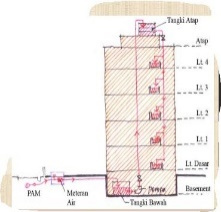 Tangki Atap
Atap
Lt. 4
Lt. 3
Lt. 2
Lt. 1
Lt. Dasar
Basement
PAM
Meteran
Air
Pompa
Tangki Bawah